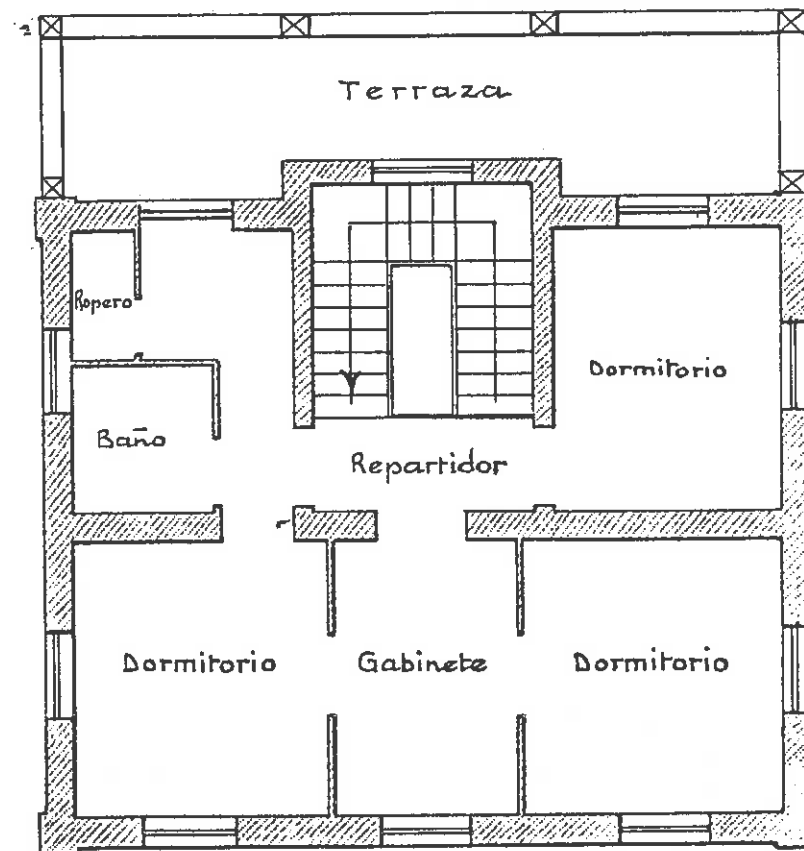 Terraza
Ropero
Dormitorio
Baño
Repartidor
Dormitorio
Gabinete
Dormitorio